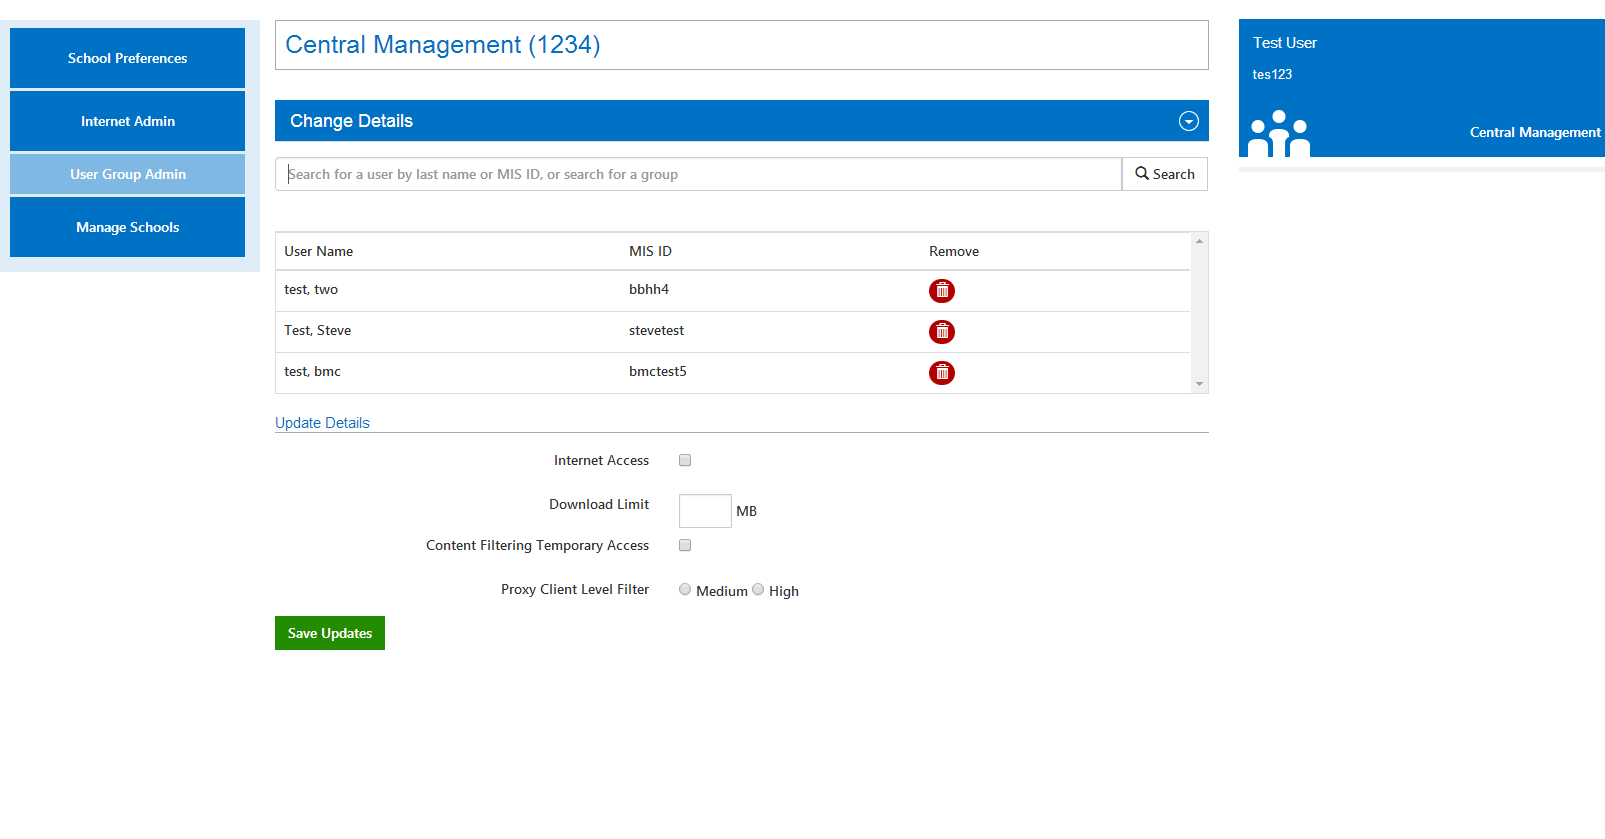 School Preferences
Internet Admin
User Group Admin
Manage Schools
Central Management (1234)
Change Details
Search for a user by last name or MIS ID, or search for a group
Search
User Name MIS ID Remove
test, two bbhh4
Test, Steve stevetest
test, bmc bmctest5
Update Details
Internet Access
Download Limit MB
Content Filtering Temporary Access
Proxy Client Level Filter Medium High
Save Updates
Test User
tes123
Central Management